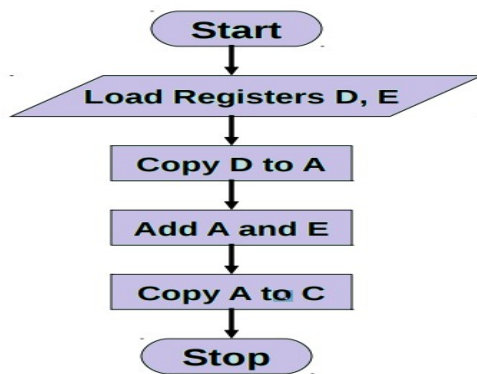 Start
Load Registers D, E
Copy D to A
Add A and E
Copy A to C
Stop